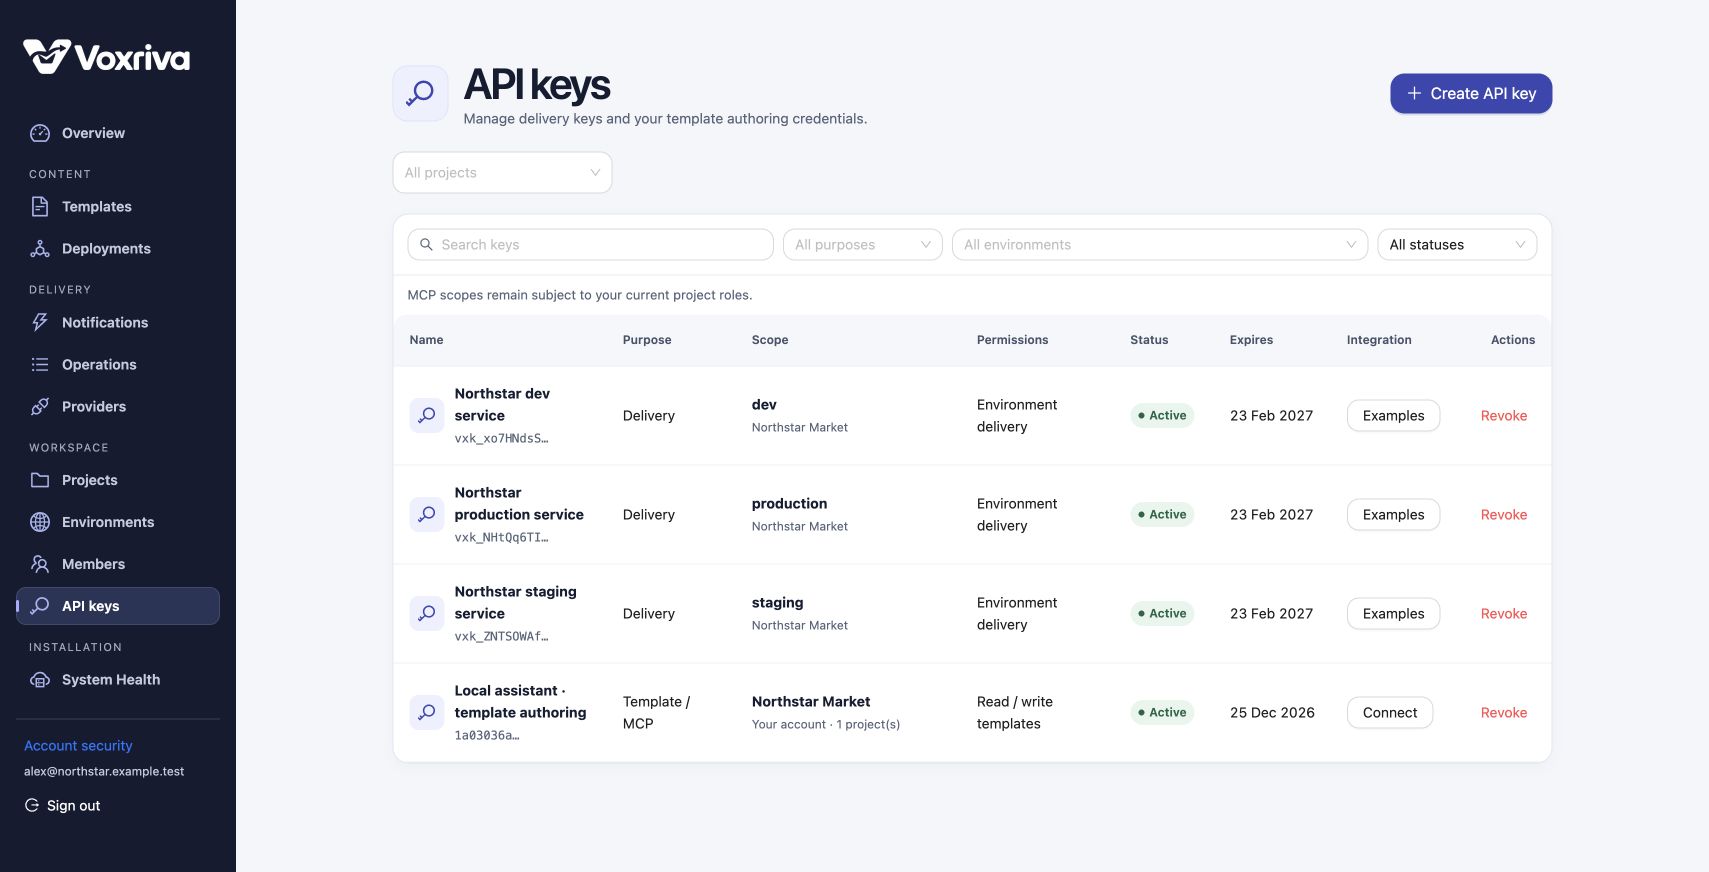 Voxriva
Overview
CONTENT
Templates
Deployments
DELIVERY
Notifications
Operations
Providers
WORKSPACE
Projects
Environments
Members
API keys
INSTALLATION
System Health
Account security
alex@northstar.example.test
Sign out
API keys
Manage delivery keys and your template authoring credentials.
Create API key
All projects
Search keys
All purposes
All environments
All statuses
MCP scopes remain subject to your current project roles.
Name Purpose Scope Permissions Status Expires Integration Actions
Northstar dev
service
vxk_xo7HNdsS…
Delivery
dev
Northstar Market
Environment
delivery
Active
23 Feb 2027
Examples
Revoke
Northstar
production service
vxk_NHtQq6TI…
Delivery
production
Northstar Market
Environment
delivery
Active
23 Feb 2027
Examples
Revoke
Northstar staging
service
vxk_ZNTSOWAf…
Delivery
staging
Northstar Market
Environment
delivery
Active
23 Feb 2027
Examples
Revoke
Local assistant ·
template authoring
1a03036a…
Template /
MCP
Northstar Market
Your account · 1 project(s)
Read / write
templates
Active
25 Dec 2026
Connect
Revoke